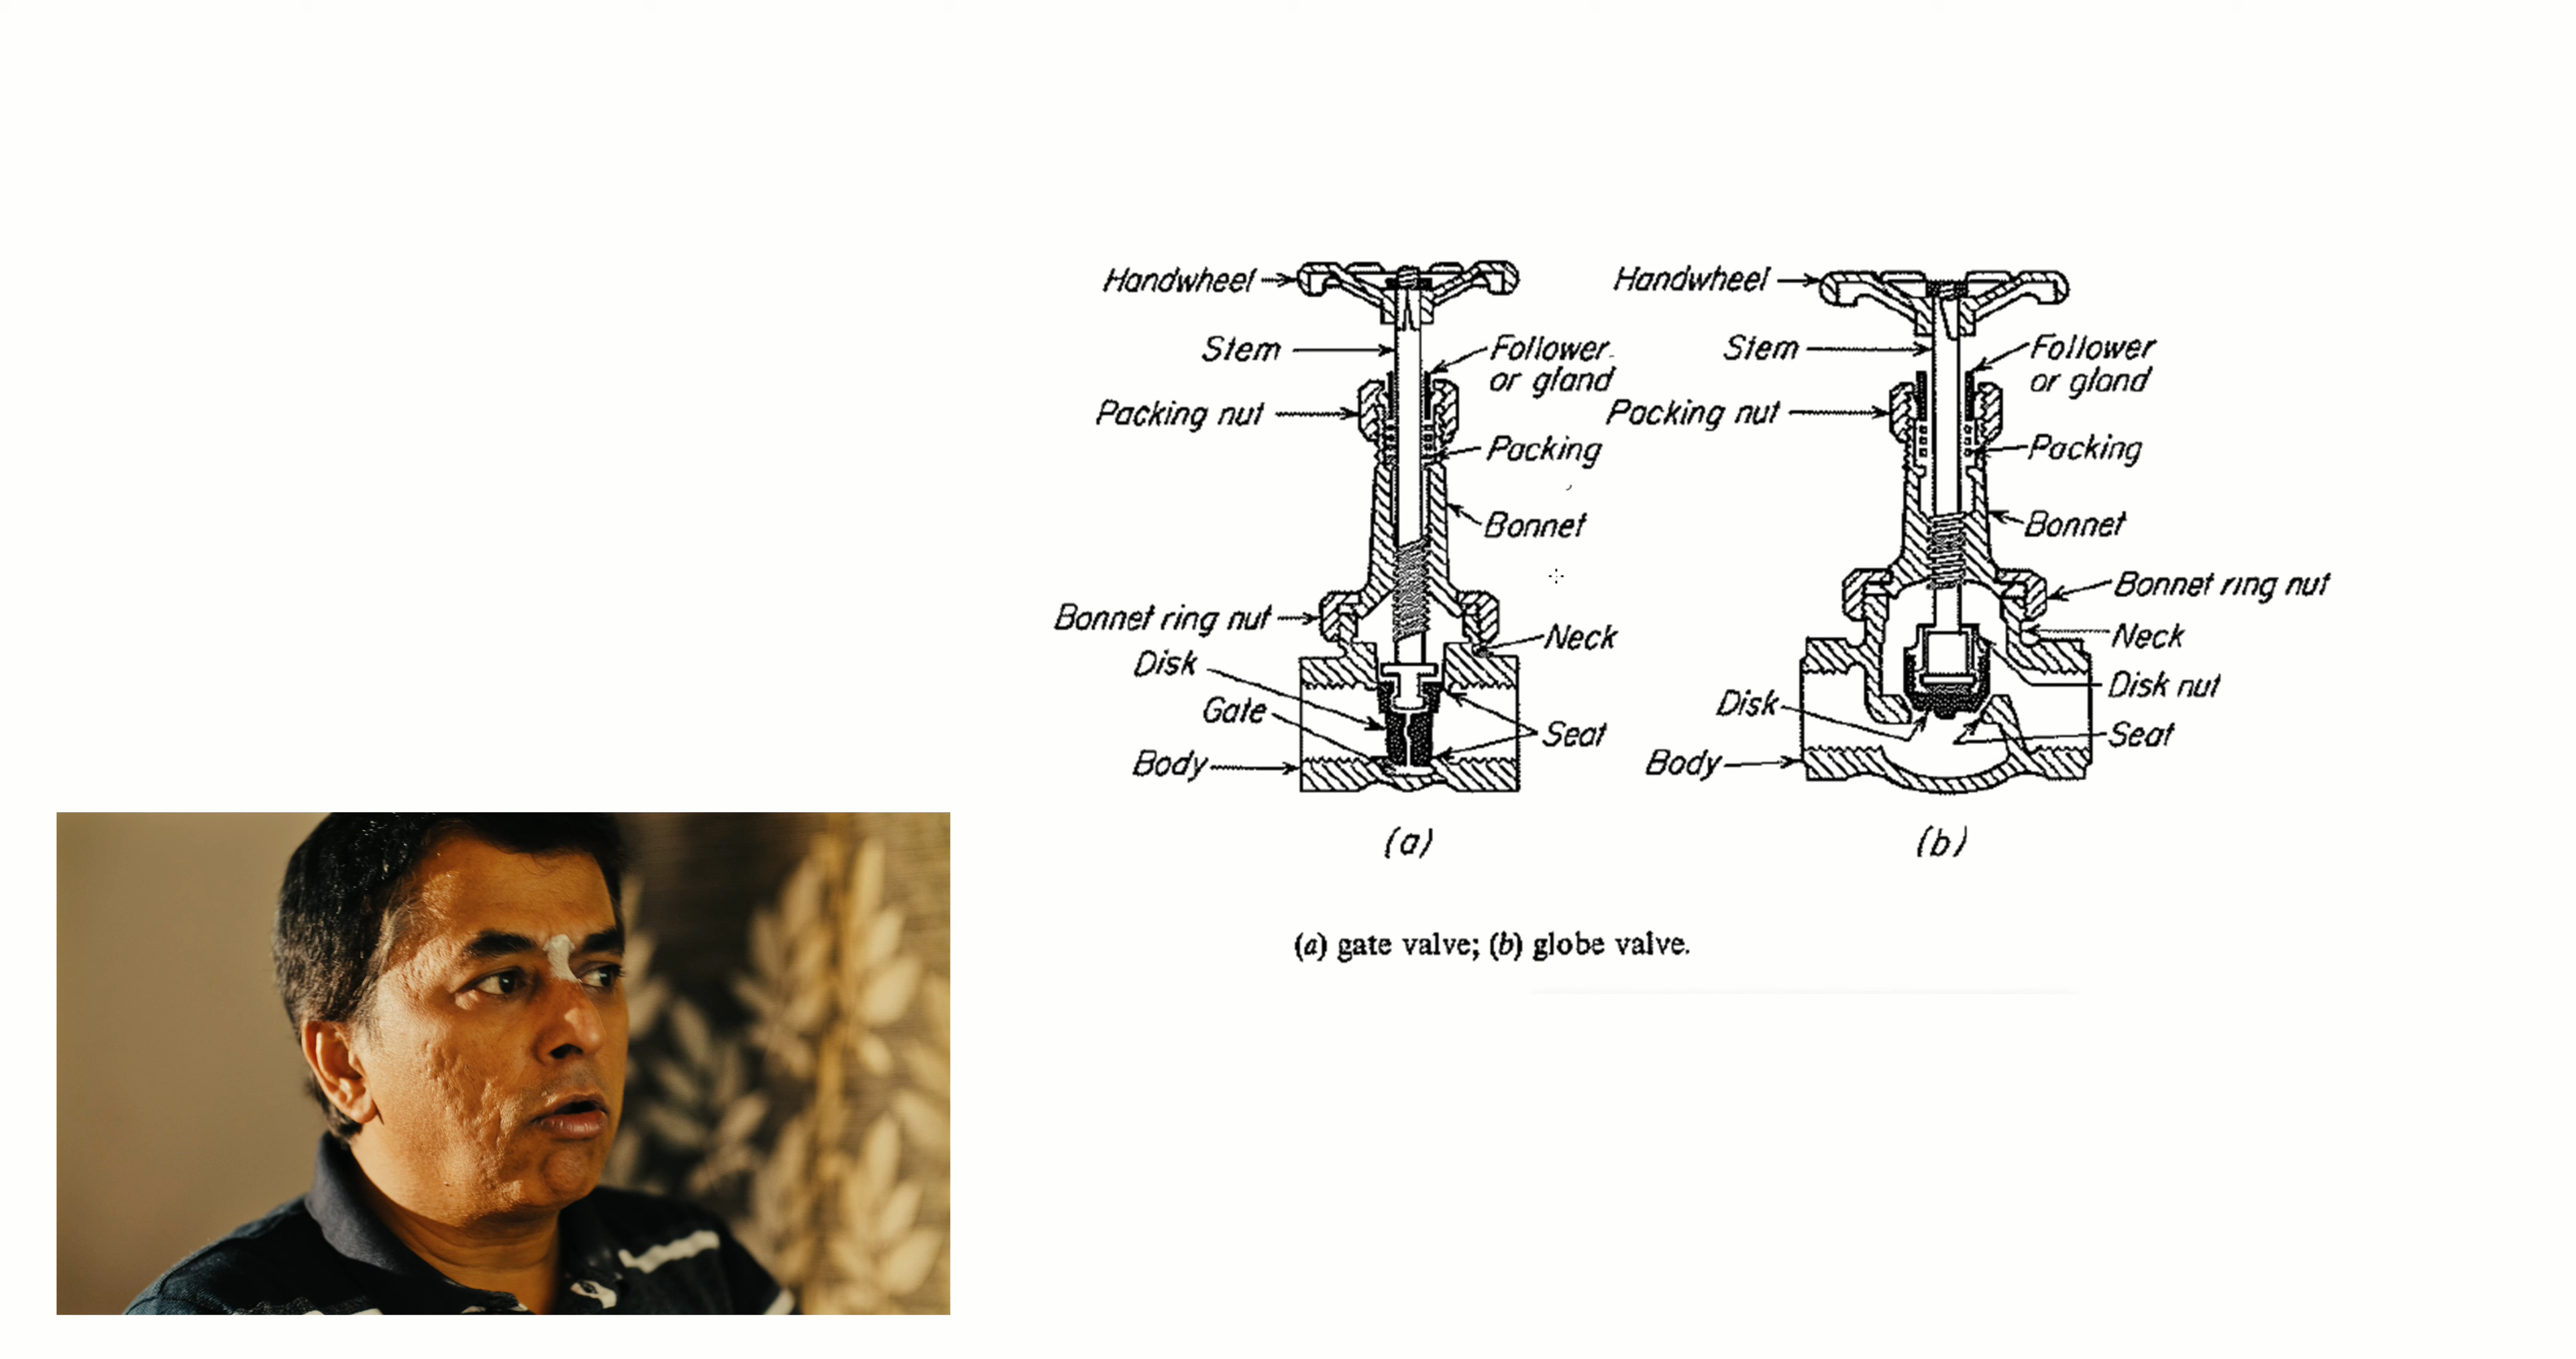 Handwheel
Stem
Follower
or gland
Packing nut
Packing
Bonnet
Bonnet ring nut
Neck
Disk
Gate
Seat
Body
(a)
Handwheel
Stem
Follower
or gland
Packing nut
Packing
Bonnet
Bonnet ring nut
Neck
Disk nut
Disk
Seat
Body
(b)
(a) gate valve; (b) globe valve.